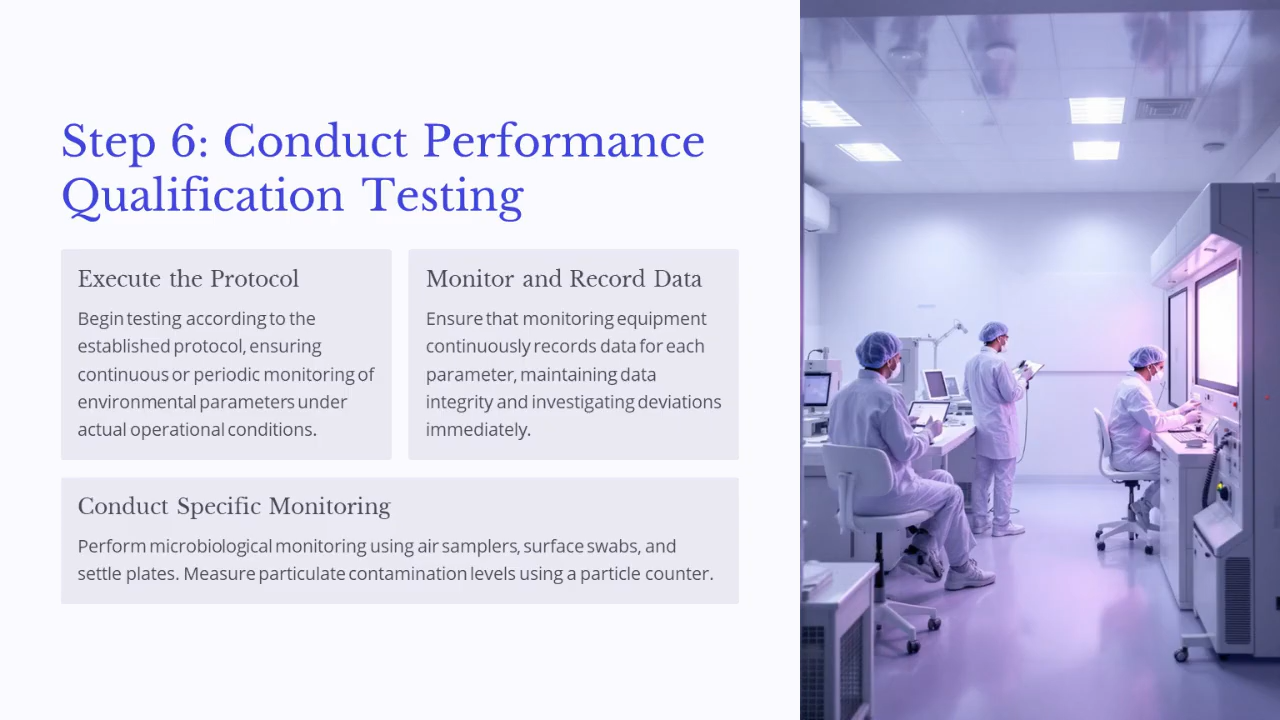 Step 6: Conduct Performance
Qualification Testing
Execute the Protocol
Begin testing according to the
established protocol, ensuring
continuous or periodic monitoring of
environmental parameters under
actual operational conditions.
Monitor and Record Data
Ensure that monitoring equipment
continuously records data for each
parameter, maintaining data
integrity and investigating deviations
immediately.
Conduct Specific Monitoring
Perform microbiological monitoring using air samplers, surface swabs, and
settle plates. Measure particulate contamination levels using a particle counter.